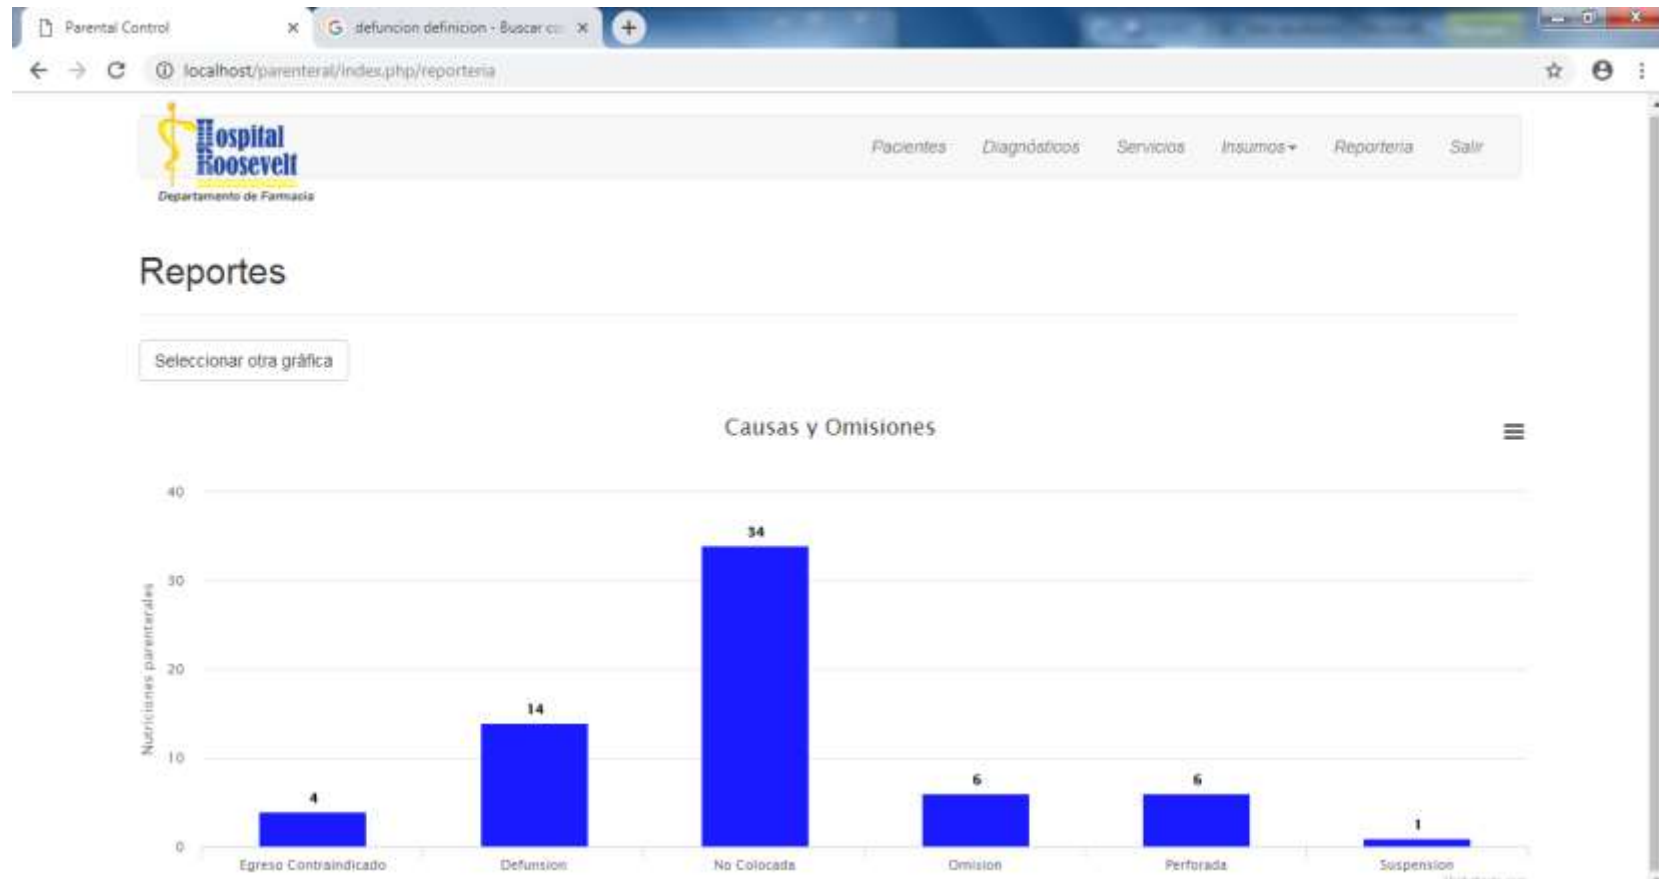 Parental Control
defuncion definicion - Buscar co
localhost/parenteral/index.php/reporteria
Hospital
Roosevelt
Departamento de Farmacia
Pacientes Diagnósticos Servicios Insumos Reporteria Salir
Reportes
Seleccionar otra gráfica
Causas y Omisiones
Nutriciones parenterales
40
30
20
10
0
4
14
34
6
6
1
Egreso Contraindicado Defunsion No Colocada Omision Perforada Suspension